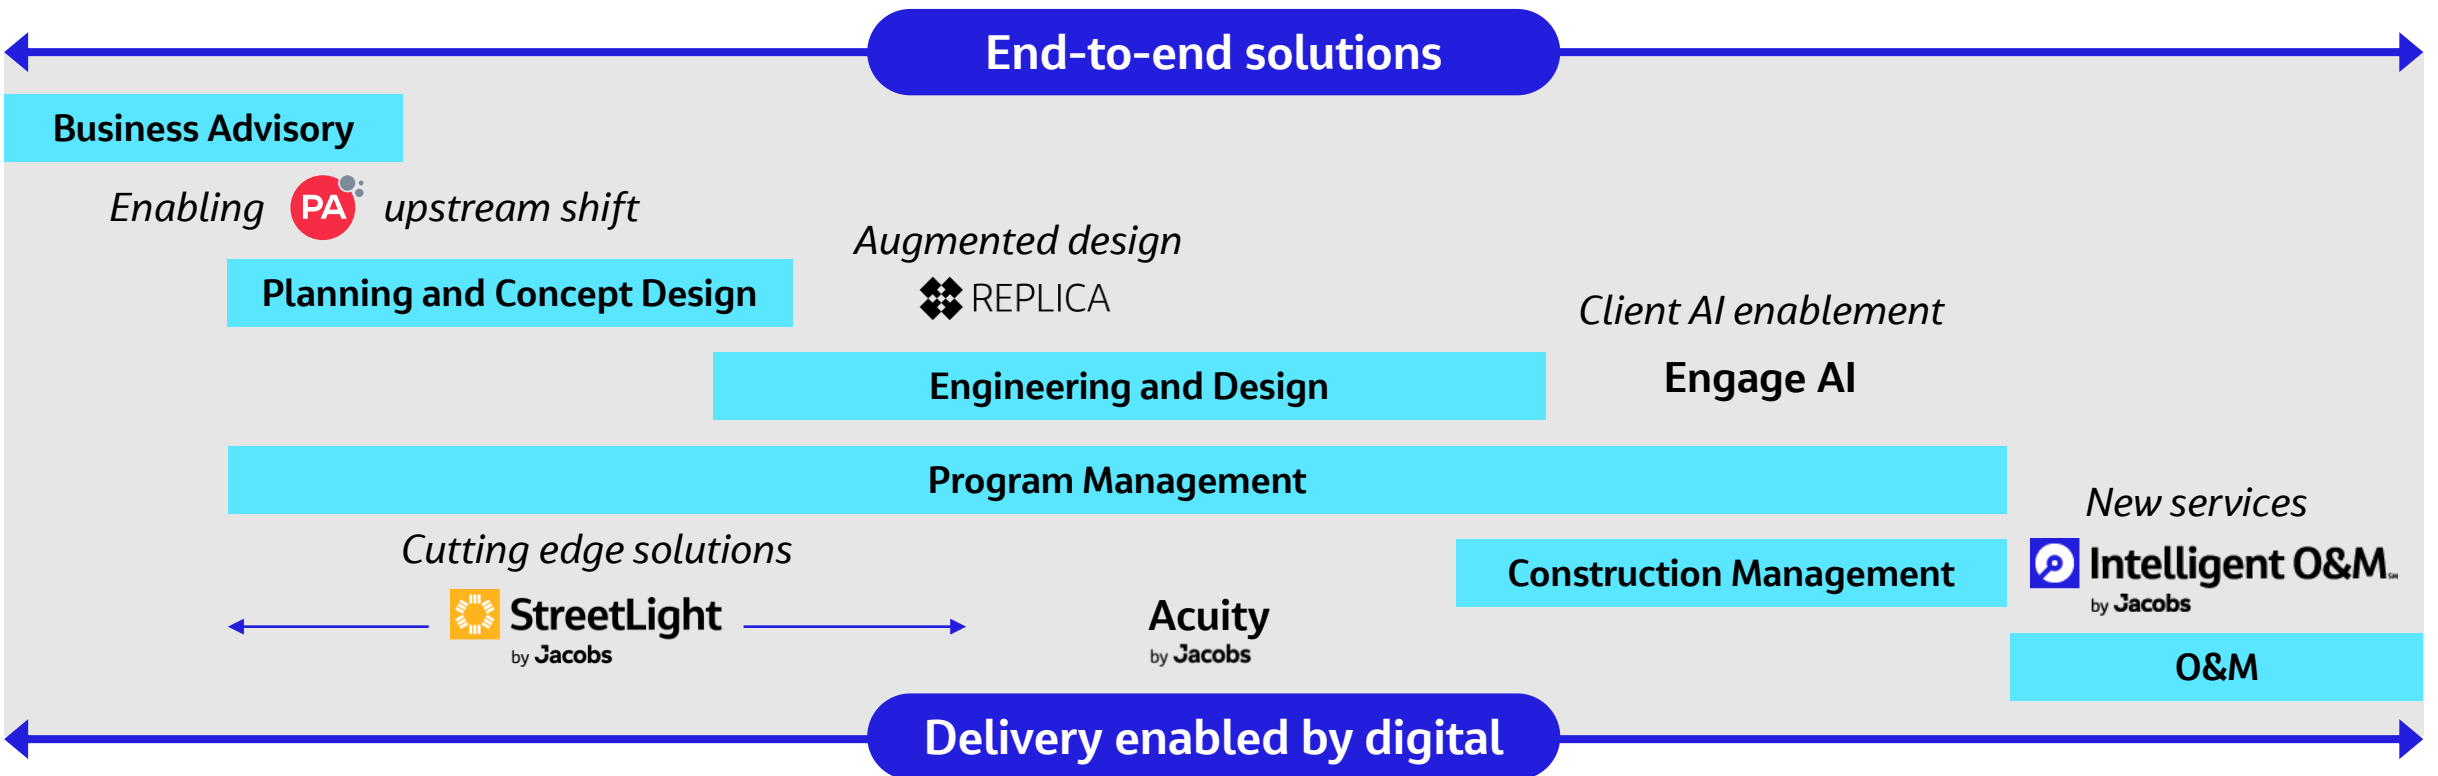 End-to-end solutions
Business Advisory
Enabling PA upstream shift
Augmented design
Planning and Concept Design
REPLICA
Client AI enablement
Engage AI
Engineering and Design
Program Management
New services
Cutting edge solutions
Construction Management
Intelligent O&M℠
by Jacobs
StreetLight
by Jacobs
Acuity
by Jacobs
O&M
Delivery enabled by digital